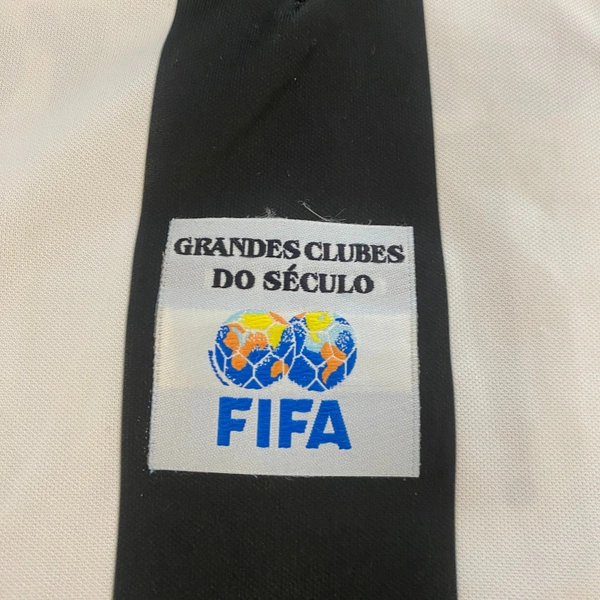 GRANDES CLUBES
DO SÉCULO
FIFA